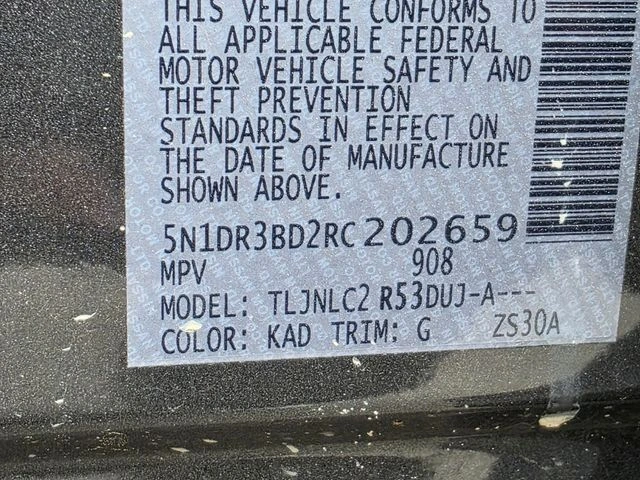 THIS VEHICLE CONFORMS TO
ALL APPLICABLE FEDERAL
MOTOR VEHICLE SAFETY AND
THEFT PREVENTION
STANDARDS IN EFFECT ON
THE DATE OF MANUFACTURE
SHOWN ABOVE.
5N1DR3BD2RC202659
MPV 908
MODEL: TLJNLC2 R53DUJ-A---
COLOR: KAD TRIM: G ZS30A